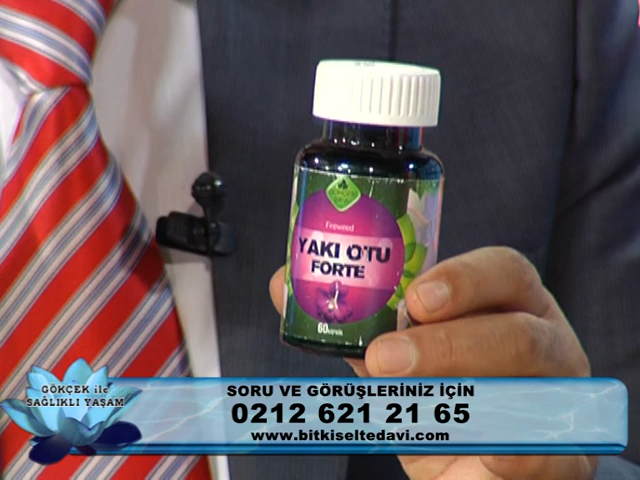 Fireweed
YAKI OTU
FORTE
60
GÖKÇEK ile
SAĞLIKLI YAŞAM
SORU VE GÖRÜŞLERİNİZ İÇİN
0212 621 21 65
www.bitkiseltedavi.com